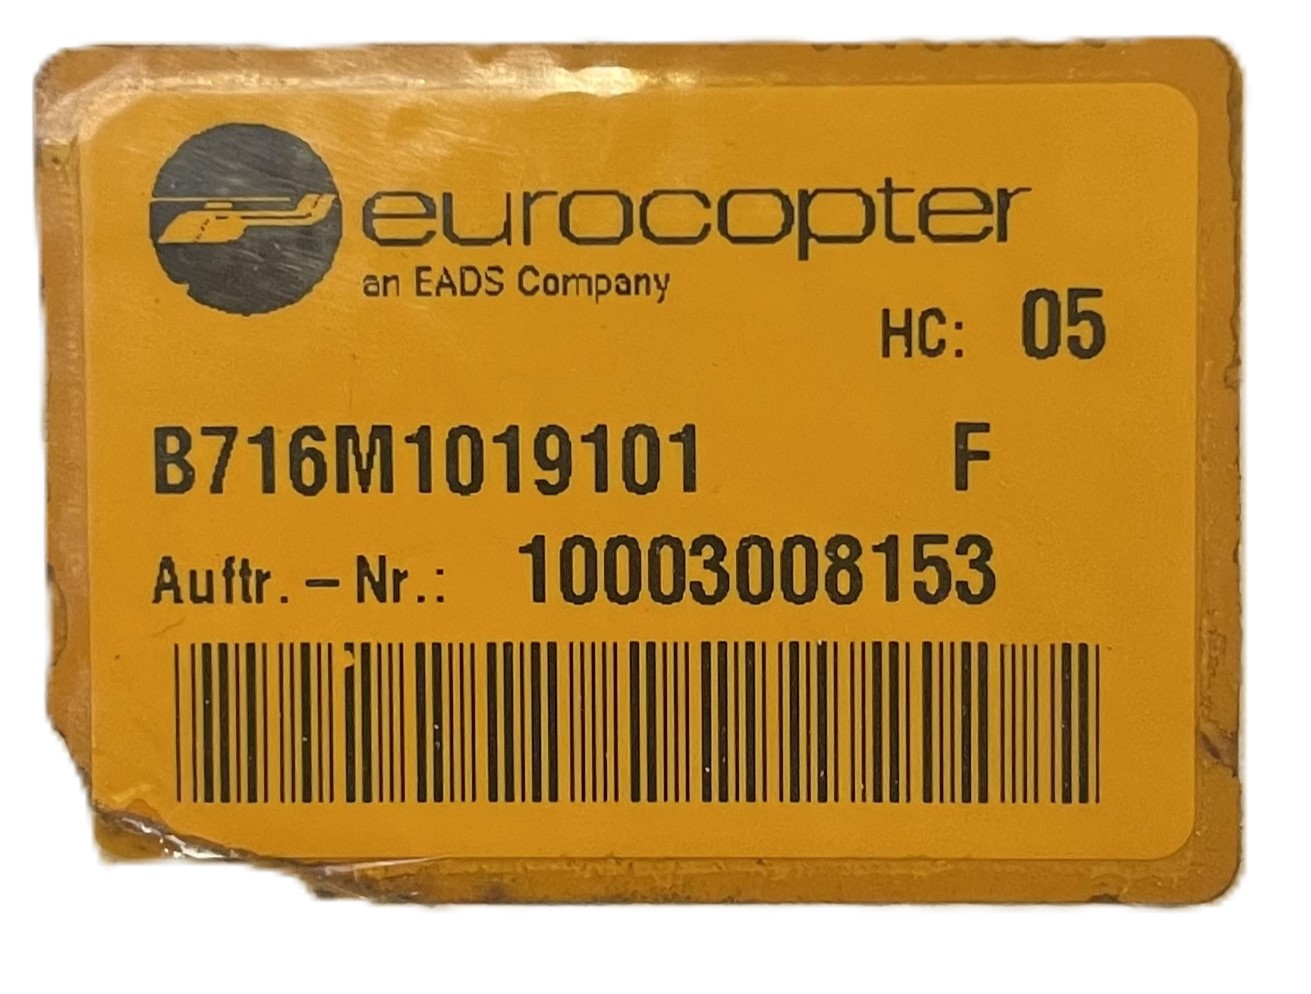 eurocopter
an EADS Company
HC: 05
B716M1019101 F
Auftr. – Nr.: 10003008153